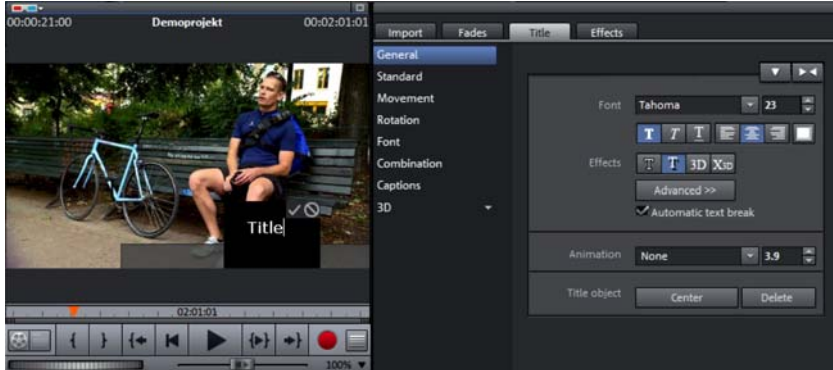 00:00:21:00 Demoprojekt 00:02:01:01
Title
02:01:01
100%
Import Fades Title Effects
General
Standard
Movement
Rotation
Font
Combination
Captions
3D
Font Tahoma 23
T T T
Effects T T 3D X3D
Advanced >>
Automatic text break
Animation None 3.9
Title object Center Delete